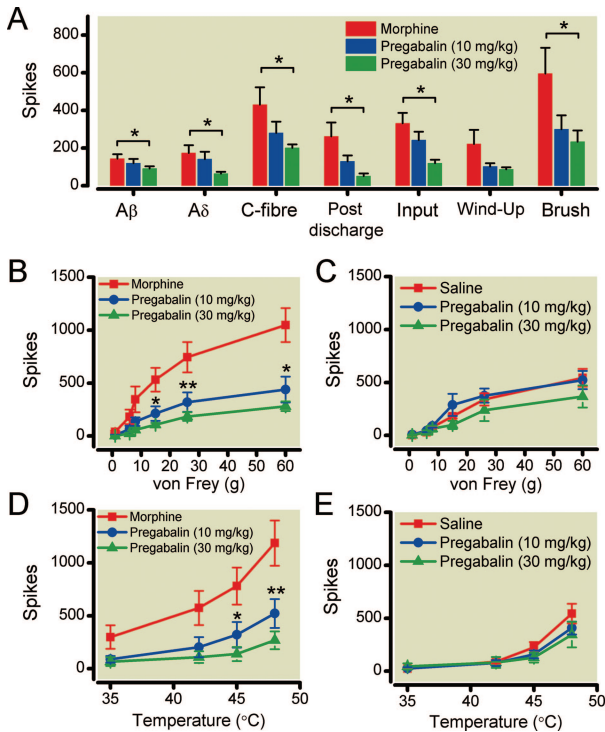 A
Spikes
800
600
400
200
0
Morphine
Pregabalin (10 mg/kg)
Pregabalin (30 mg/kg)
* * * * * *
Aβ Aδ C-fibre Post discharge Input Wind-Up Brush
B
Spikes
1500
1000
500
0
Morphine
Pregabalin (10 mg/kg)
Pregabalin (30 mg/kg)
* ** *
0 10 20 30 40 50 60
von Frey (g)
C
Spikes
1500
1000
500
0
Saline
Pregabalin (10 mg/kg)
Pregabalin (30 mg/kg)
0 10 20 30 40 50 60
von Frey (g)
D
Spikes
1500
1000
500
0
Morphine
Pregabalin (10 mg/kg)
Pregabalin (30 mg/kg)
* **
35 40 45 50
Temperature (°C)
E
Spikes
1500
1000
500
0
Saline
Pregabalin (10 mg/kg)
Pregabalin (30 mg/kg)
35 40 45 50
Temperature (°C)